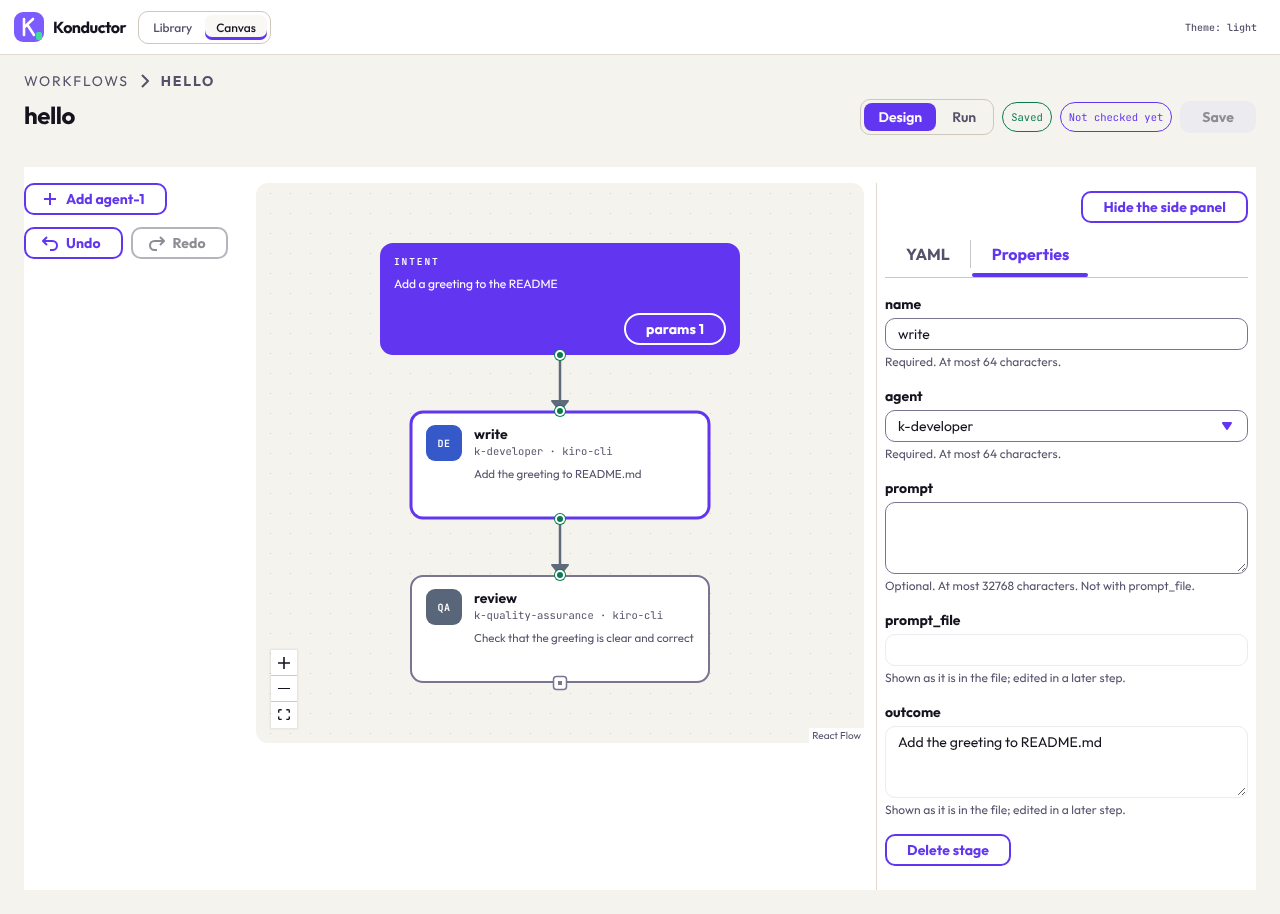 Konductor
Library
Canvas
Theme: light
WORKFLOWS > HELLO
hello
Design
Run
Saved
Not checked yet
Save
Add agent-1
Undo
Redo
INTENT
Add a greeting to the README
params 1
DE
write
k-developer · kiro-cli
Add the greeting to README.md
QA
review
k-quality-assurance · kiro-cli
Check that the greeting is clear and correct
React Flow
Hide the side panel
YAML
Properties
name
write
Required. At most 64 characters.
agent
k-developer
Required. At most 64 characters.
prompt
Optional. At most 32768 characters. Not with prompt_file.
prompt_file
Shown as it is in the file; edited in a later step.
outcome
Add the greeting to README.md
Shown as it is in the file; edited in a later step.
Delete stage